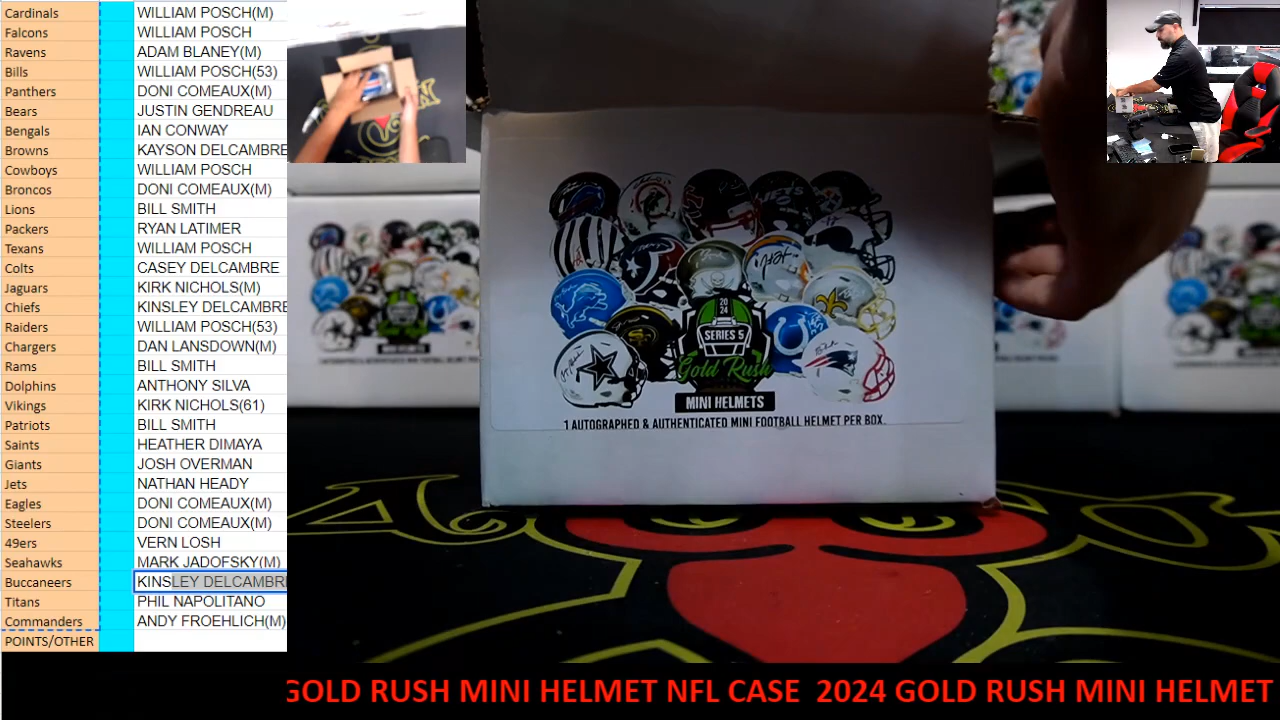 Cardinals WILLIAM POSCH(M)
Falcons WILLIAM POSCH
Ravens ADAM BLANEY(M)
Bills WILLIAM POSCH(53)
Panthers DONI COMEAUX(M)
Bears JUSTIN GENDREAU
Bengals IAN CONWAY
Browns KAYSON DELCAMBRE
Cowboys WILLIAM POSCH
Broncos DONI COMEAUX(M)
Lions BILL SMITH
Packers RYAN LATIMER
Texans WILLIAM POSCH
Colts CASEY DELCAMBRE
Jaguars KIRK NICHOLS(M)
Chiefs KINSLEY DELCAMBRE
Raiders WILLIAM POSCH(53)
Chargers DAN LANSDOWN(M)
Rams BILL SMITH
Dolphins ANTHONY SILVA
Vikings KIRK NICHOLS(61)
Patriots BILL SMITH
Saints HEATHER DIMAYA
Giants JOSH OVERMAN
Jets NATHAN HEADY
Eagles DONI COMEAUX(M)
Steelers DONI COMEAUX(M)
49ers VERN LOSH
Seahawks MARK JADOFSKY(M)
Buccaneers KINSLEY DELCAMBRE
Titans PHIL NAPOLITANO
Commanders ANDY FROEHLICH(M)
POINTS/OTHER
20
24
SERIES 5
Gold Rush
MINI HELMETS
1 AUTOGRAPHED & AUTHENTICATED MINI FOOTBALL HELMET PER BOX.
GOLD RUSH MINI HELMET NFL CASE 2024 GOLD RUSH MINI HELMET